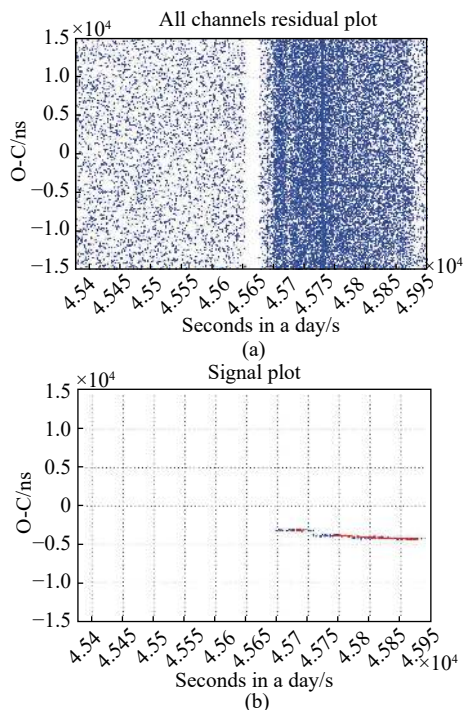 All channels residual plot
×10⁴
1.5
1.0
0.5
0
−0.5
−1.0
−1.5
O-C/ns
4.54 4.545 4.55 4.555 4.56 4.565 4.57 4.575 4.58 4.585 4.595
×10⁴
Seconds in a day/s
(a)
Signal plot
×10⁴
1.5
1.0
0.5
0
−0.5
−1.0
−1.5
O-C/ns
4.54 4.545 4.55 4.555 4.56 4.565 4.57 4.575 4.58 4.585 4.595
×10⁴
Seconds in a day/s
(b)